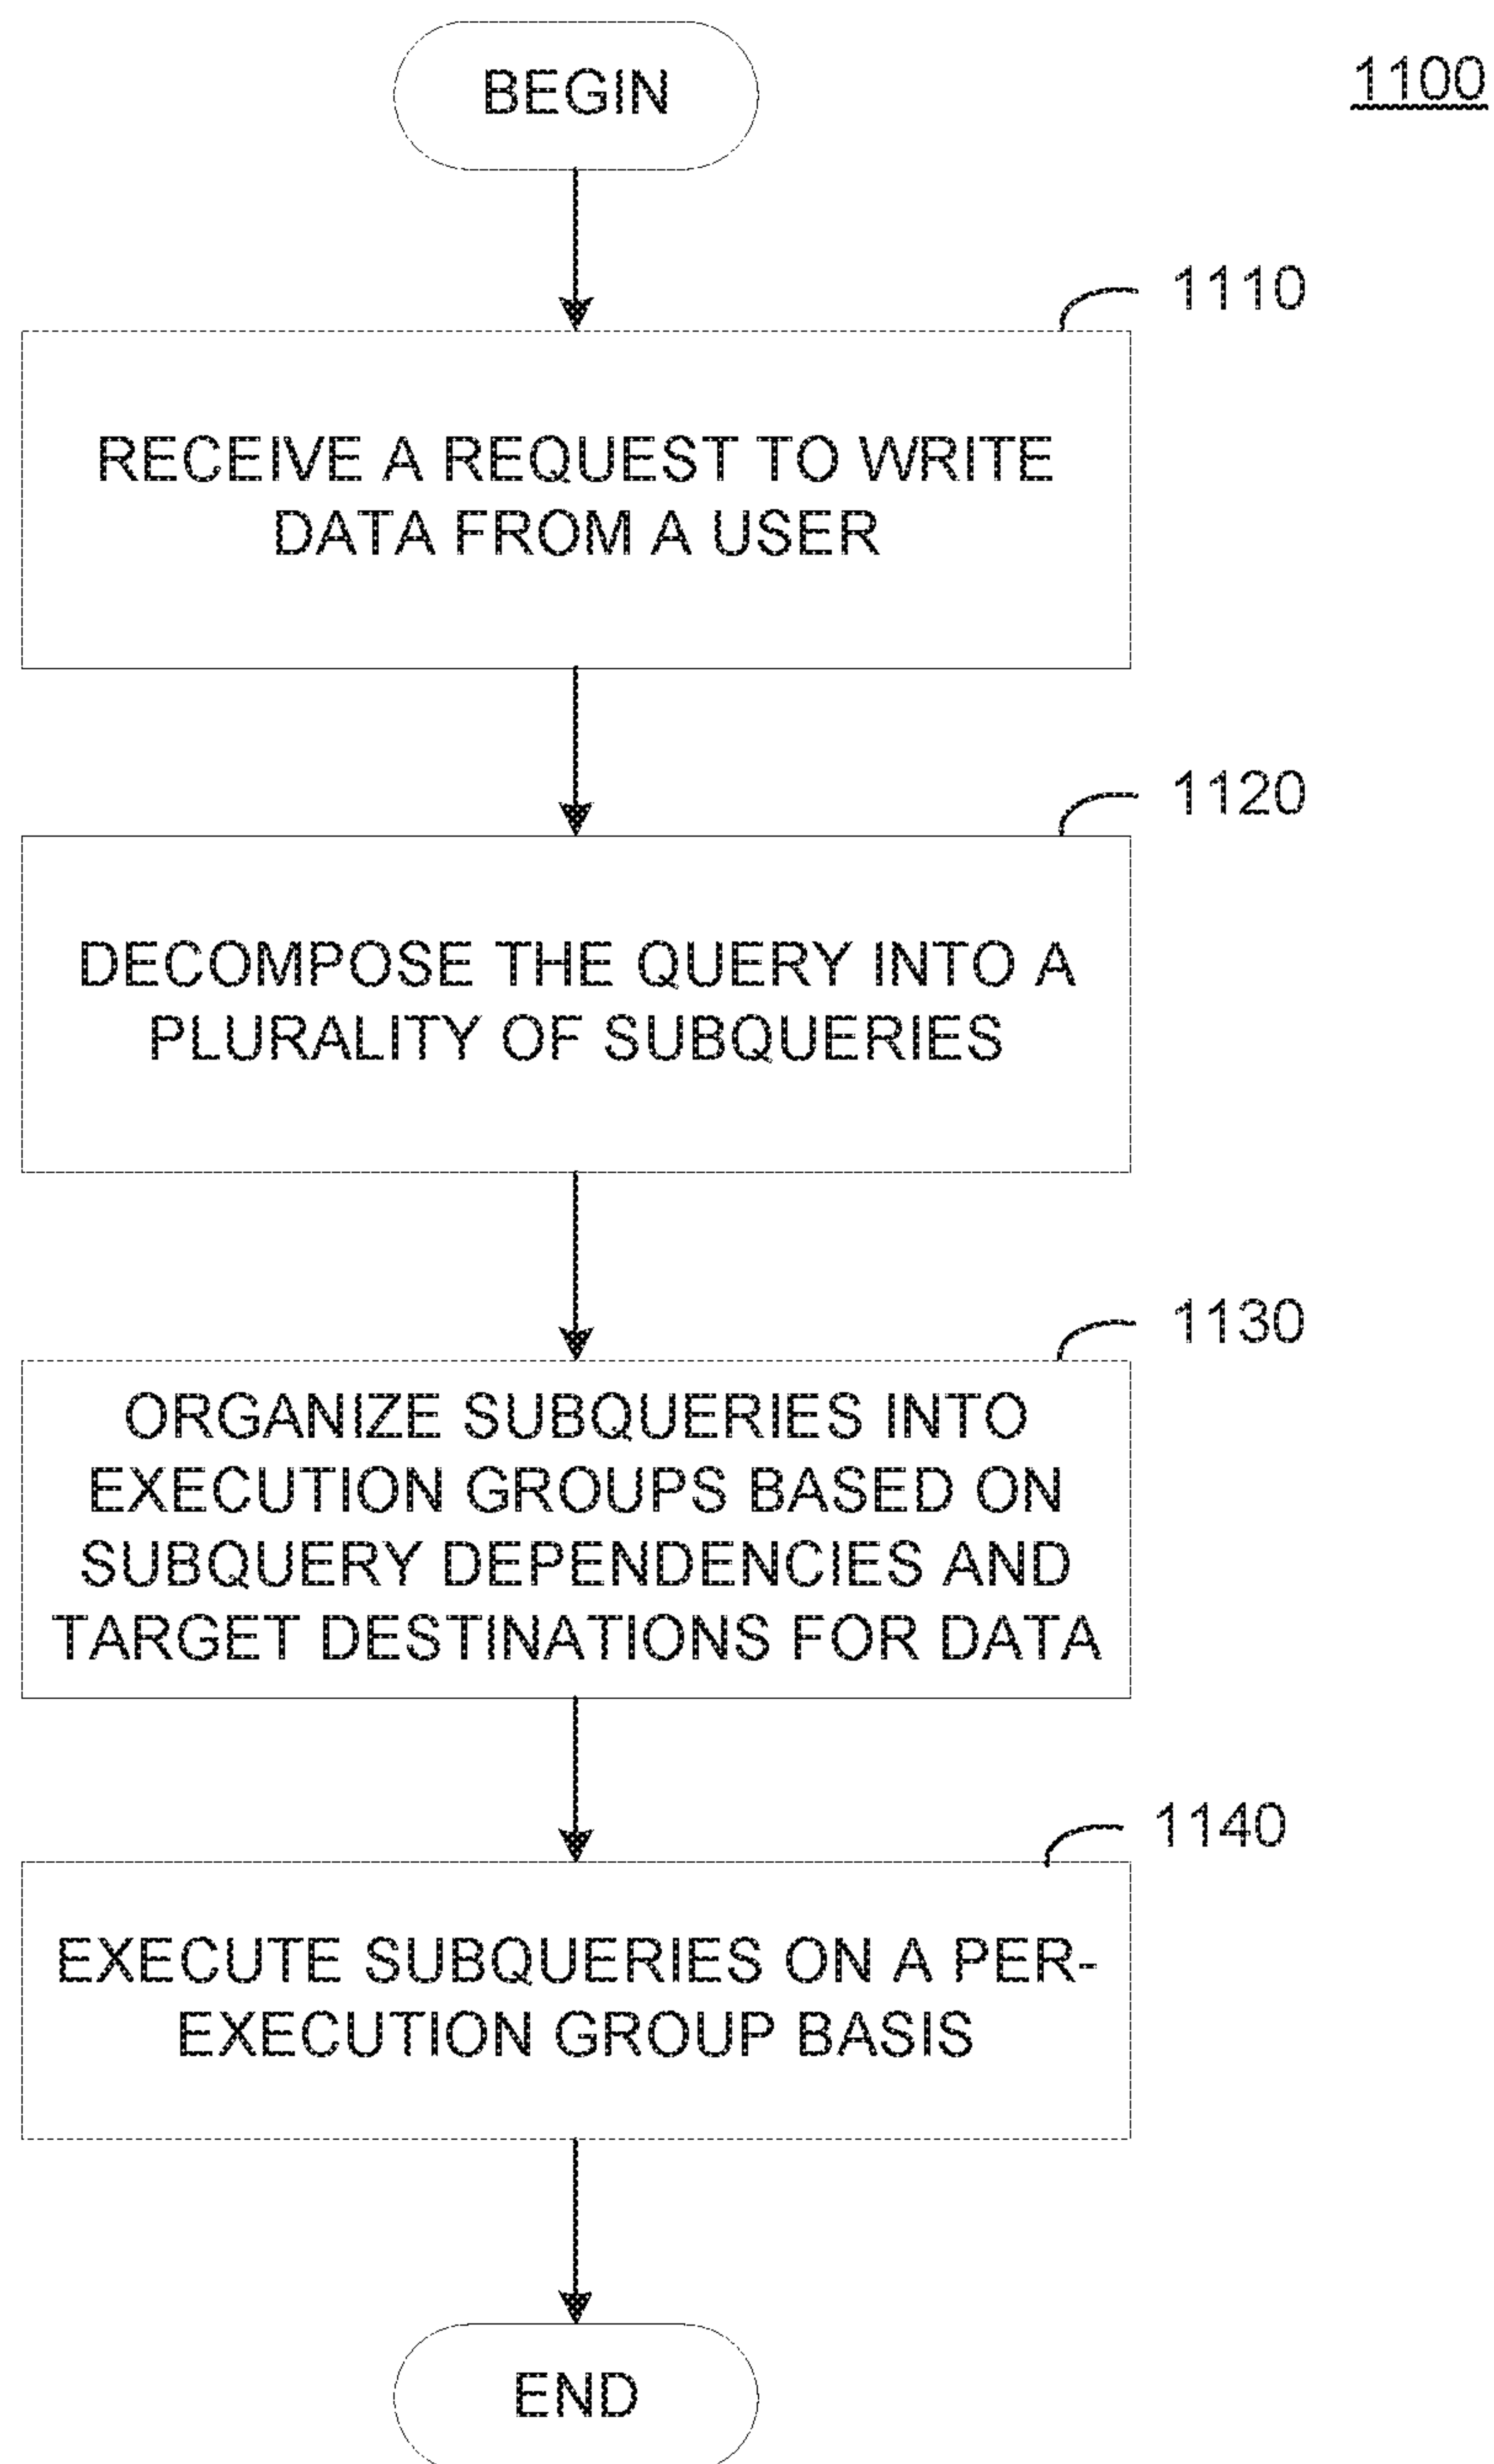 BEGIN
1100
1110
RECEIVE A REQUEST TO WRITE
DATA FROM A USER
1120
DECOMPOSE THE QUERY INTO A
PLURALITY OF SUBQUERIES
1130
ORGANIZE SUBQUERIES INTO
EXECUTION GROUPS BASED ON
SUBQUERY DEPENDENCIES AND
TARGET DESTINATIONS FOR DATA
1140
EXECUTE SUBQUERIES ON A PER-
EXECUTION GROUP BASIS
END